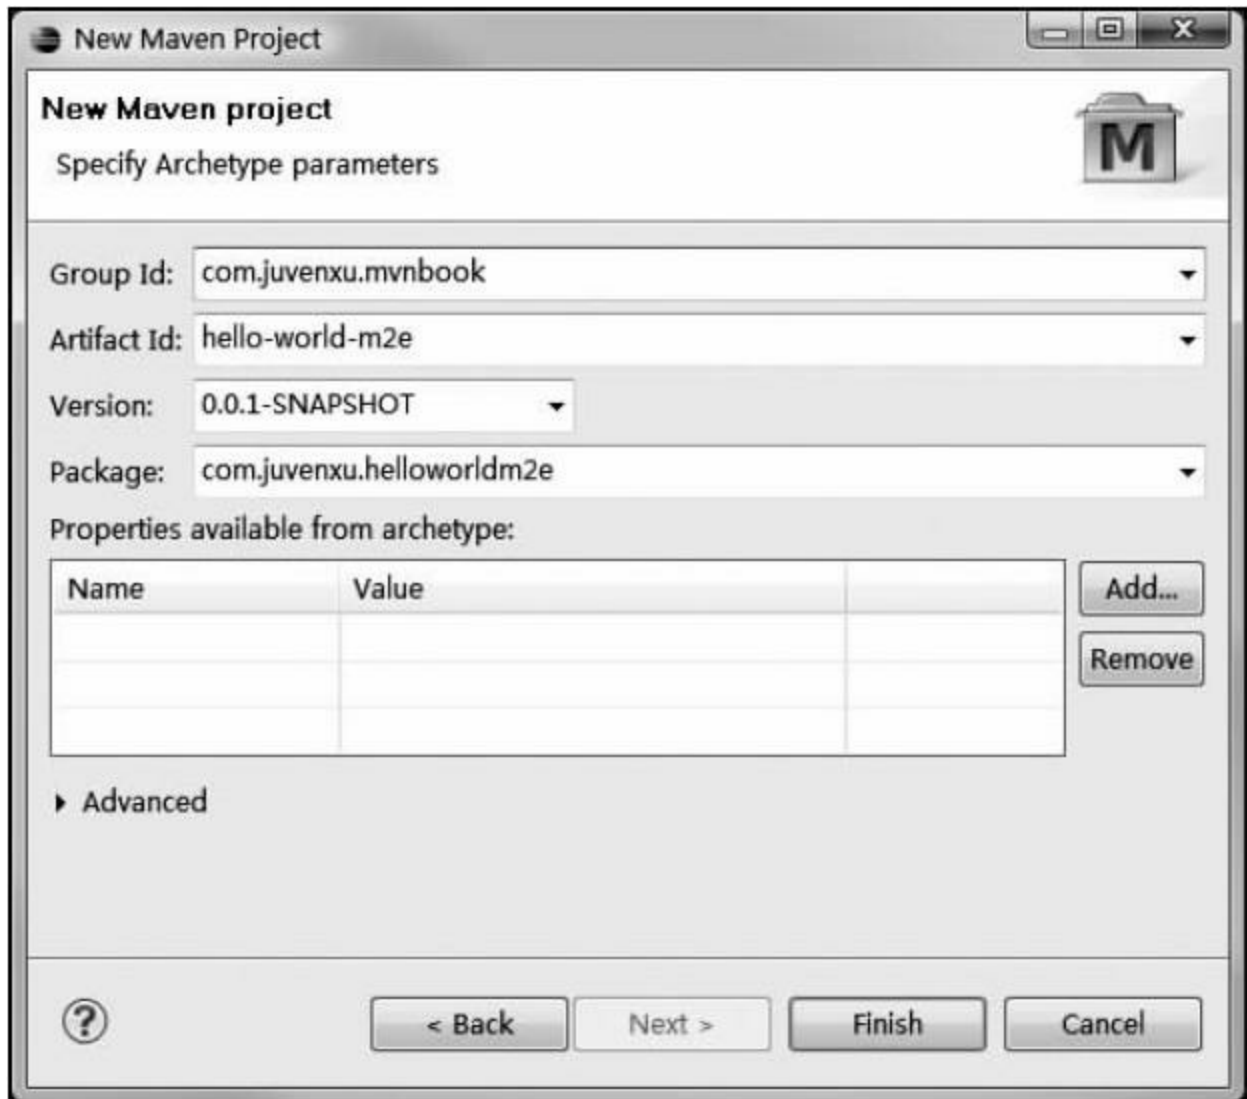 New Maven Project
New Maven project
Specify Archetype parameters
M
Group Id: com.juvenxu.mvnbook
Artifact Id: hello-world-m2e
Version: 0.0.1-SNAPSHOT
Package: com.juvenxu.helloworldm2e
Properties available from archetype:
Name Value
Add...
Remove
Advanced
? < Back Next > Finish Cancel